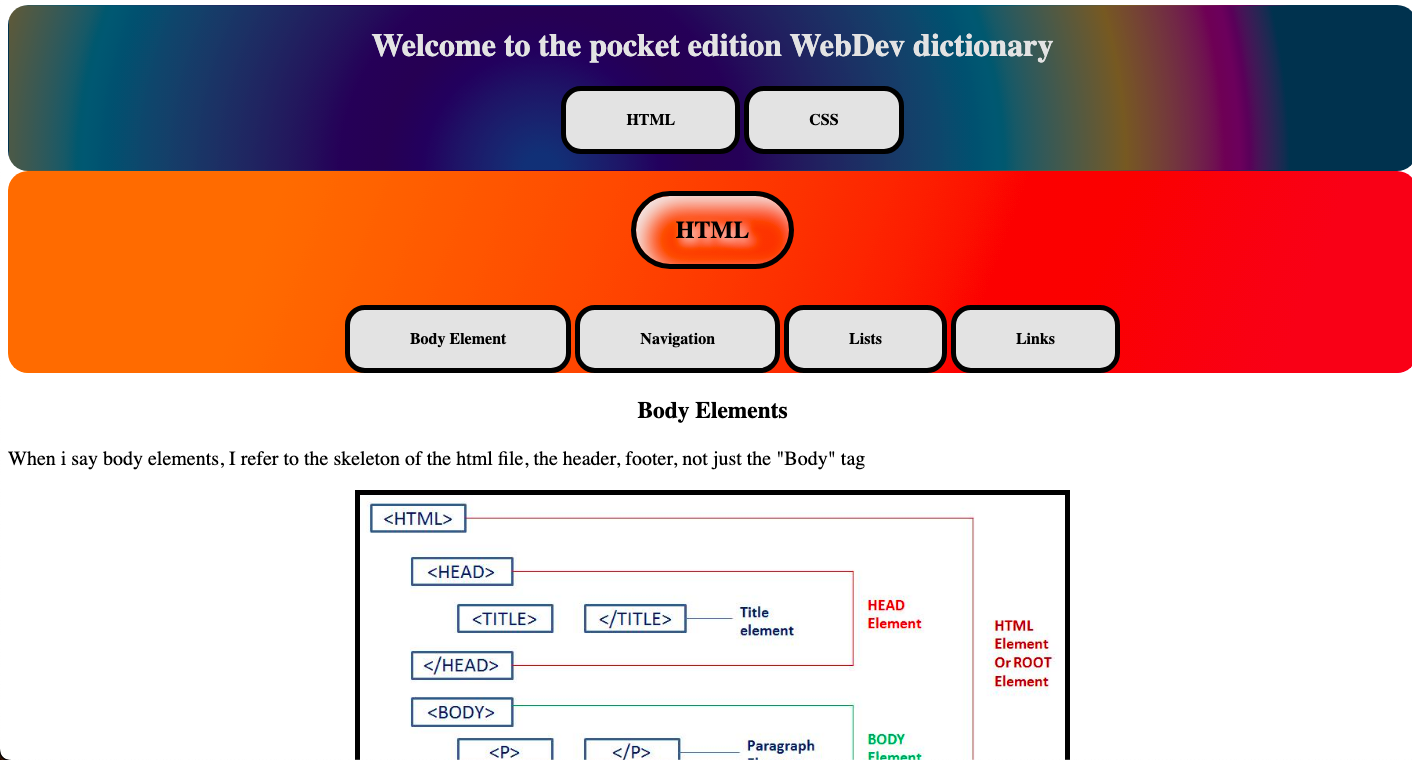 Welcome to the pocket edition WebDev dictionary
HTML CSS
HTML
Body Element Navigation Lists Links
Body Elements
When i say body elements, I refer to the skeleton of the html file, the header, footer, not just the "Body" tag
<HTML>
<HEAD>
<TITLE> </TITLE> Title
element
HEAD
Element
HTML
Element
Or ROOT
Element
</HEAD>
<BODY>
<P> </P> Paragraph
BODY
Element